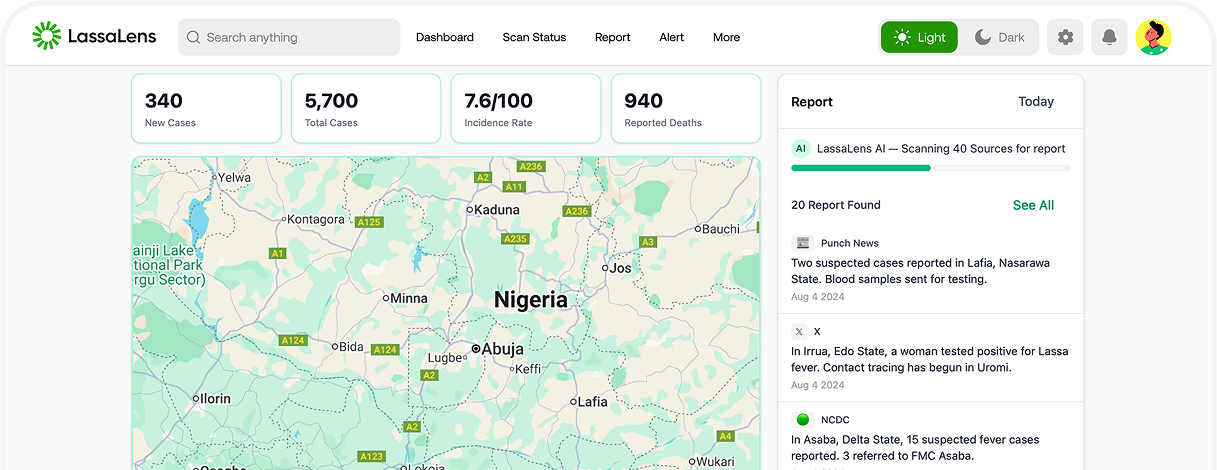 LassaLens
Search anything
Dashboard
Scan Status
Report
Alert
More
Light
Dark
340
New Cases
5,700
Total Cases
7.6/100
Incidence Rate
940
Reported Deaths
Yelwa
Kontagora
A125
A1
ainji Lake
tional Park
rgu Sector)
A236
A2
A11
Kaduna
A236
A235
A3
Bauchi
Jos
Minna
Nigeria
A124
Bida
A124
Lugbe
Abuja
A2
Keffi
Ilorin
Lafia
A2
A4
A123
Lokoja
Wukari
Report
Today
AI
LassaLens AI — Scanning 40 Sources for report
20 Report Found
See All
Punch News
Two suspected cases reported in Lafia, Nasarawa
State. Blood samples sent for testing.
Aug 4 2024
X
In Irrua, Edo State, a woman tested positive for Lassa
fever. Contact tracing has begun in Uromi.
Aug 4 2024
NCDC
In Asaba, Delta State, 15 suspected fever cases
reported. 3 referred to FMC Asaba.